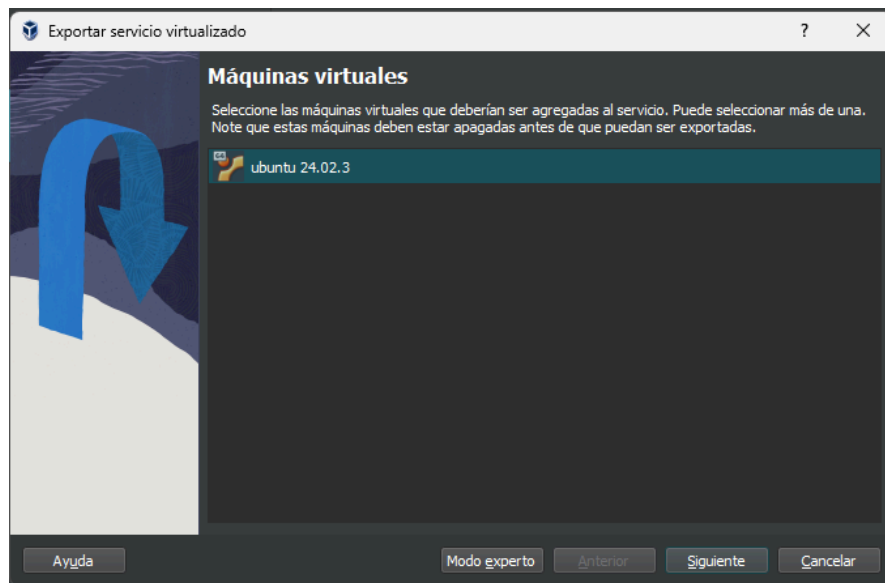 Exportar servicio virtualizado
?
Máquinas virtuales
Seleccione las máquinas virtuales que deberían ser agregadas al servicio. Puede seleccionar más de una.
Note que estas máquinas deben estar apagadas antes de que puedan ser exportadas.
64
ubuntu 24.02.3
Ayuda
Modo experto
Anterior
Siguiente
Cancelar